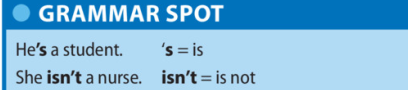 GRAMMAR SPOT
He's a student. 's = is
She isn't a nurse. isn't = is not